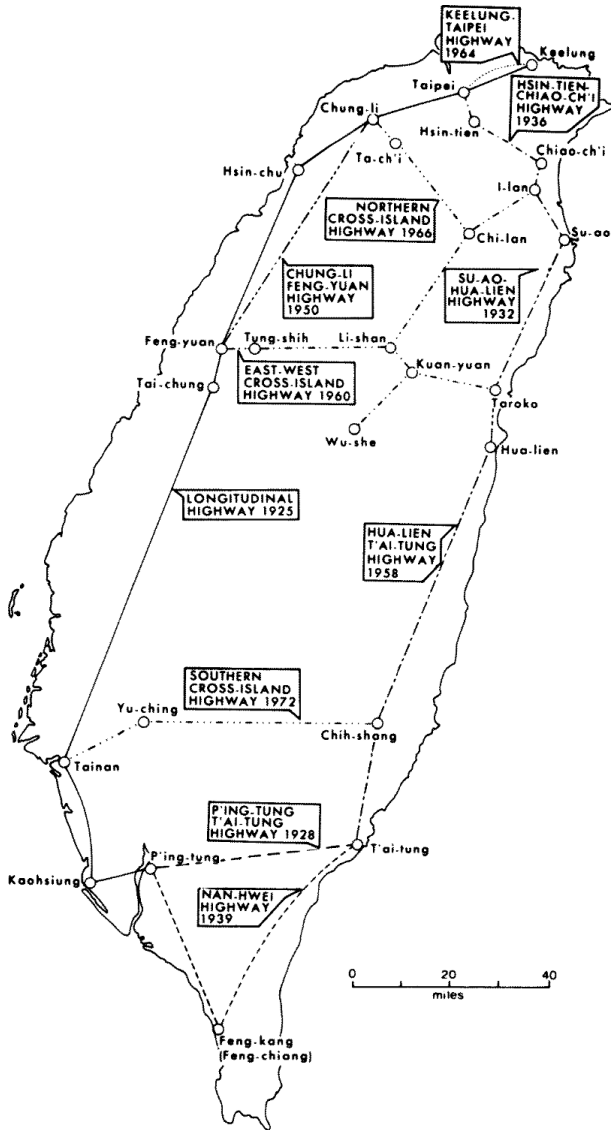 KEELUNG-
TAIPEI
HIGHWAY
1964
Keelung
Taipei
HSIN-TIEN-
CHIAO-CH'I
HIGHWAY
1936
Chung-li
Hsin-tien
Ta-ch'i
Chiao-ch'i
Hsin-chu
I-lan
NORTHERN
CROSS-ISLAND
HIGHWAY 1966
Chi-lan
Su-ao
CHUNG-LI
FENG-YUAN
HIGHWAY
1950
SU-AO-
HUA-LIEN
HIGHWAY
1932
Feng-yuan
Tung-shih
Li-shan
Kuan-yuan
EAST-WEST
CROSS-ISLAND
HIGHWAY 1960
Tai-chung
Taroko
Wu-she
Hua-lien
LONGITUDINAL
HIGHWAY 1925
HUA-LIEN
T'AI-TUNG
HIGHWAY
1958
SOUTHERN
CROSS-ISLAND
HIGHWAY 1972
Yu-ching
Chih-shang
Tainan
P'ING-TUNG
T'AI-TUNG
HIGHWAY 1928
T'ai-tung
P'ing-tung
Kaohsiung
NAN-HWEI
HIGHWAY
1939
0 20 40
miles
Feng-kang
(Feng-chiang)